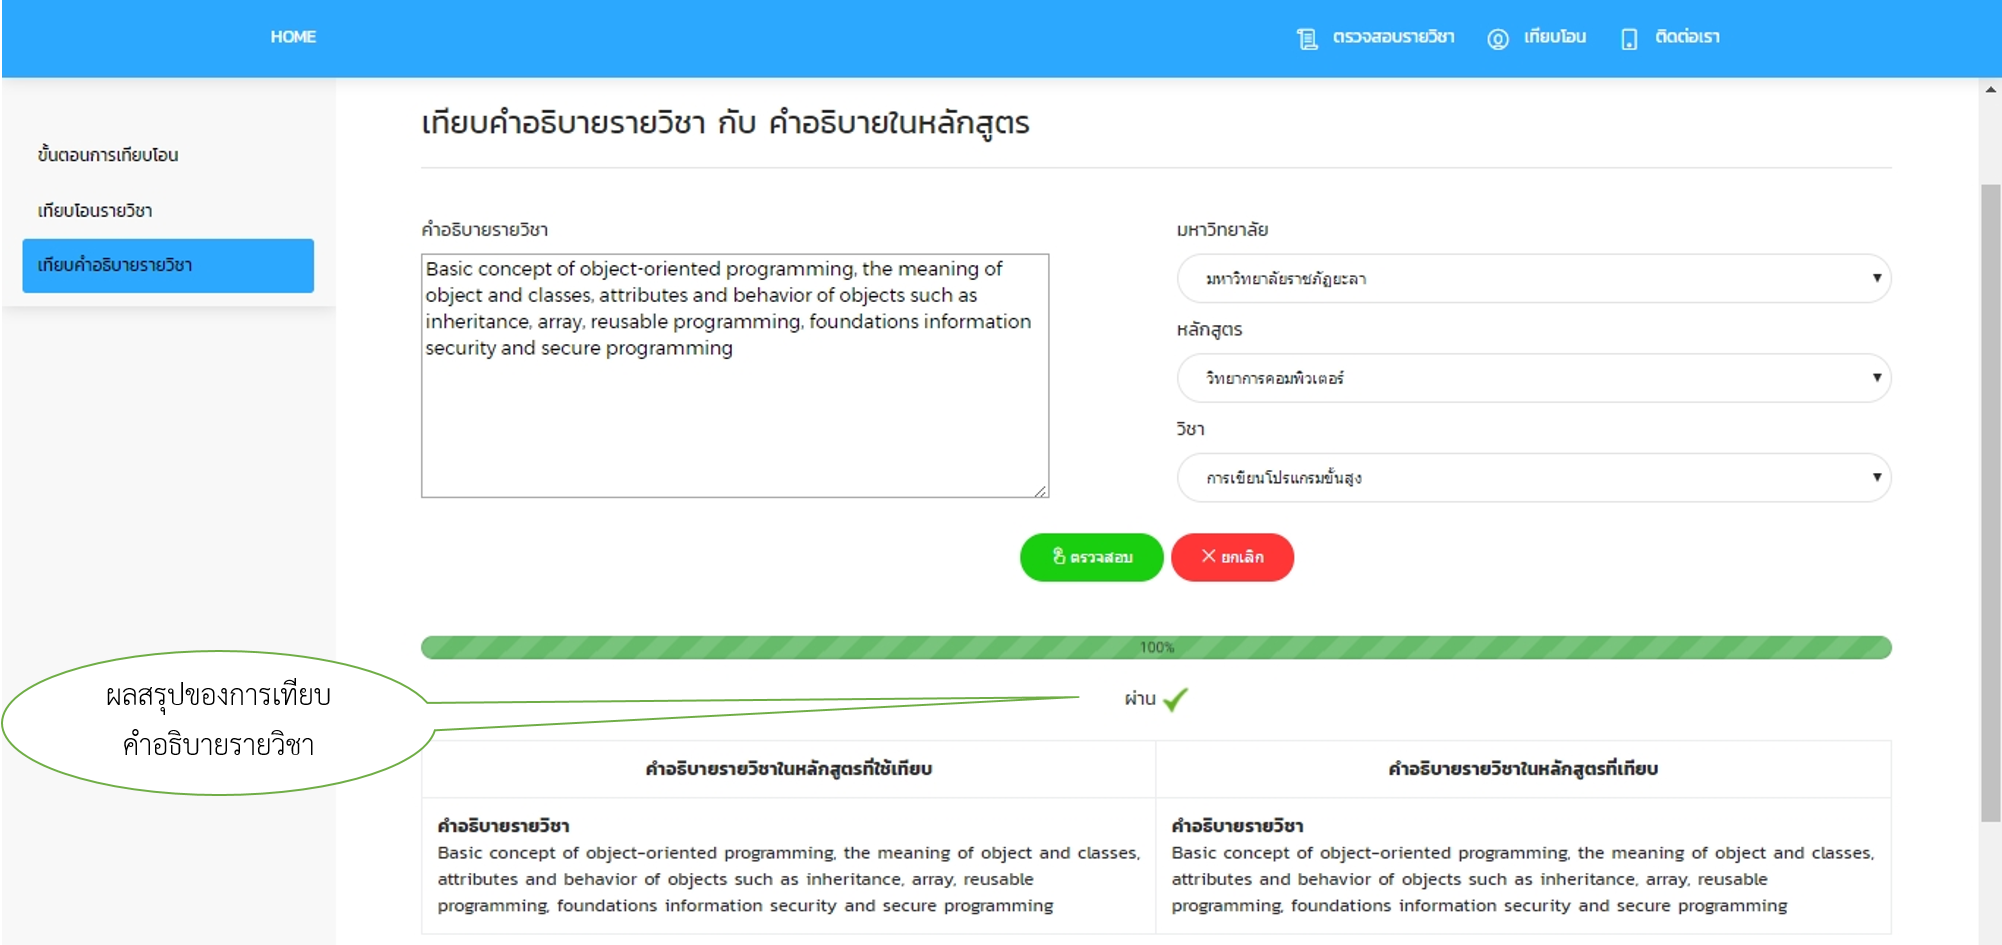 HOME
ตรวจสอบรายวิชา
เทียบโอน
ติดต่อเรา
ขั้นตอนการเทียบโอน
เทียบโอนรายวิชา
เทียบคำอธิบายรายวิชา
เทียบคำอธิบายรายวิชา กับ คำอธิบายในหลักสูตร
คำอธิบายรายวิชา
Basic concept of object-oriented programming, the meaning of
object and classes, attributes and behavior of objects such as
inheritance, array, reusable programming, foundations information
security and secure programming
มหาวิทยาลัย
มหาวิทยาลัยราชภัฏยะลา
หลักสูตร
วิทยาการคอมพิวเตอร์
วิชา
การเขียนโปรแกรมขั้นสูง
ตรวจสอบ
ยกเลิก
100%
ผ่าน
ผลสรุปของการเทียบ
คำอธิบายรายวิชา
คำอธิบายรายวิชาในหลักสูตรที่ใช้เทียบ
คำอธิบายรายวิชาในหลักสูตรที่เทียบ
คำอธิบายรายวิชา
Basic concept of object-oriented programming, the meaning of object and classes,
attributes and behavior of objects such as inheritance, array, reusable
programming, foundations information security and secure programming
คำอธิบายรายวิชา
Basic concept of object-oriented programming, the meaning of object and classes,
attributes and behavior of objects such as inheritance, array, reusable
programming, foundations information security and secure programming